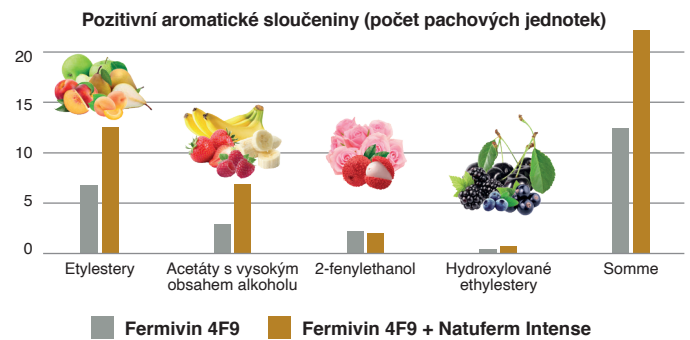 Pozitivní aromatické sloučeniny (počet pachových jednotek)
20
15
10
5
0
Etylestery
Acetáty s vysokým
obsahem alkoholu
2-fenylethanol
Hydroxylované
ethylestery
Somme
Fermivin 4F9
Fermivin 4F9 + Natuferm Intense